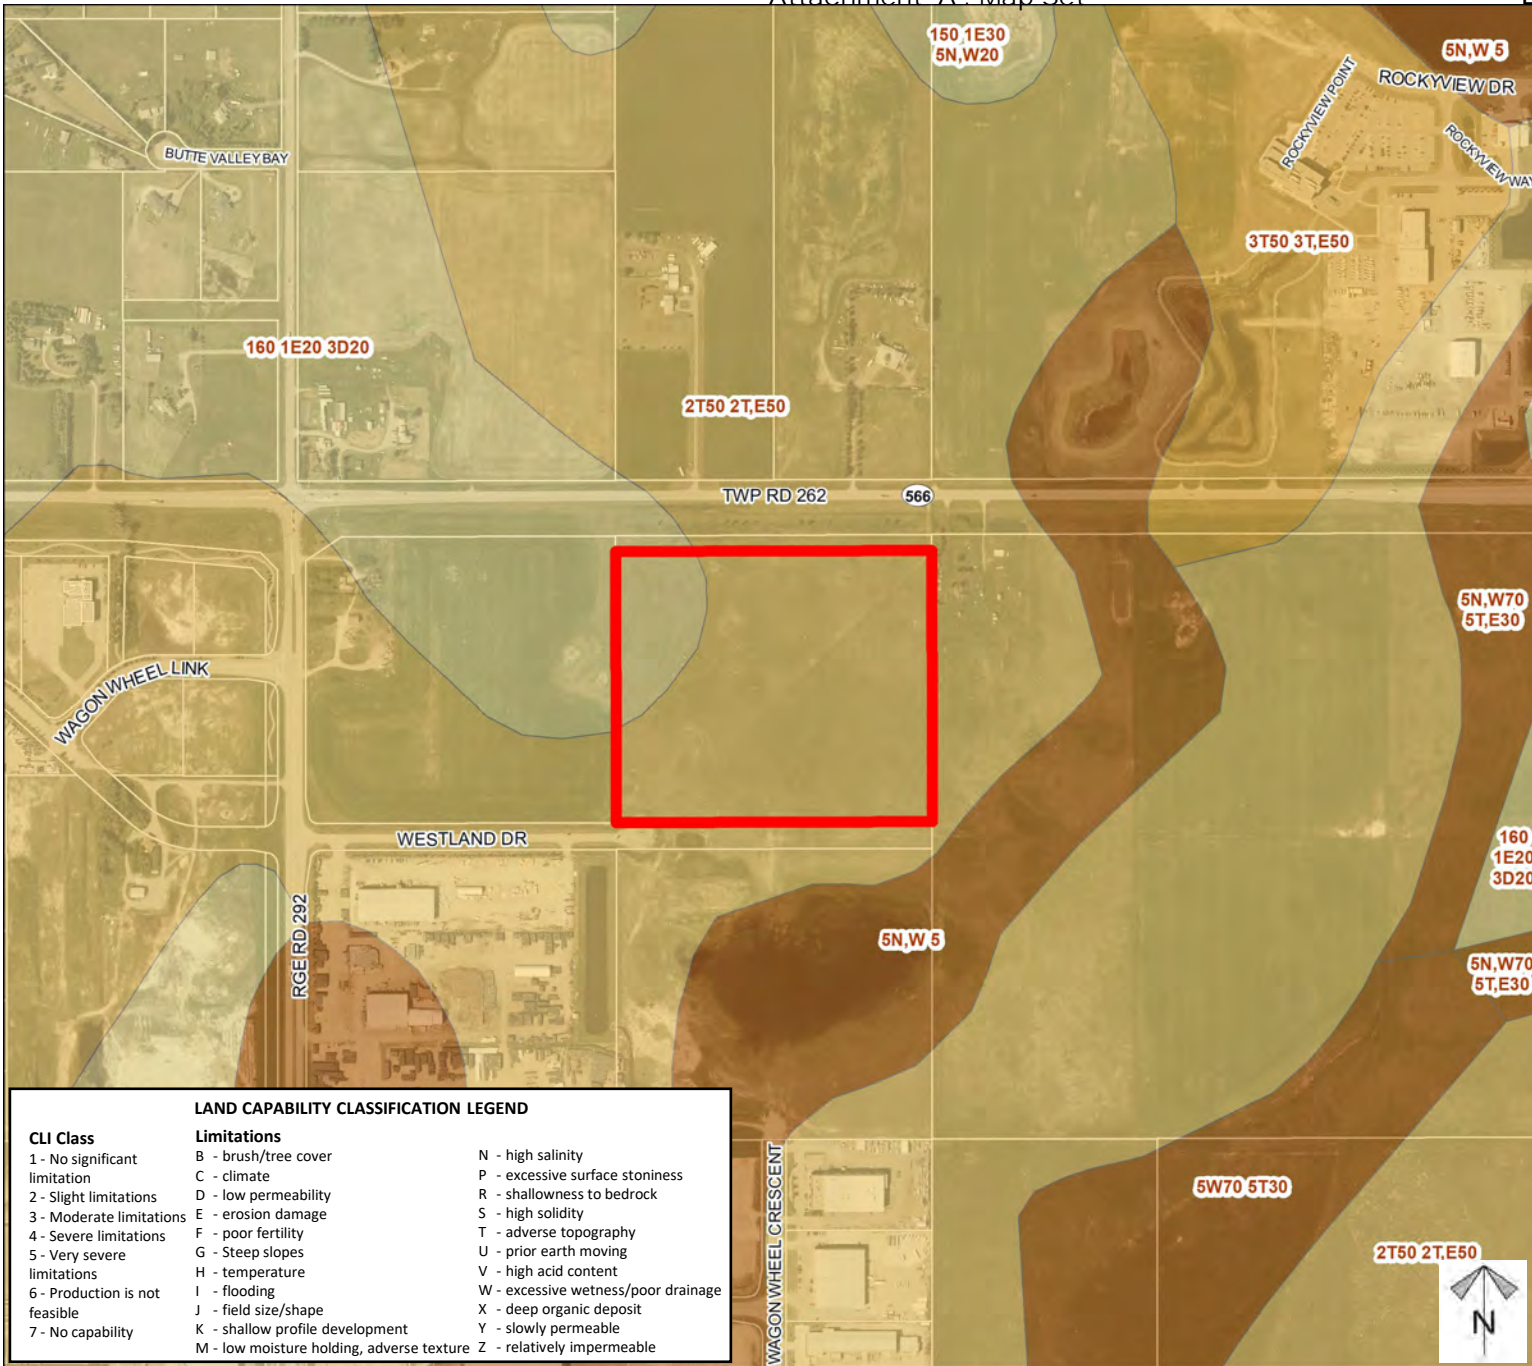 Attachment 'A': Map Set
150 1E30
5N,W20
5N,W 5
ROCKYVIEW DR
ROCKYVIEW POINT
ROCKYVIEW WAY
BUTTE VALLEY BAY
3T50 3T,E50
160 1E20 3D20
2T50 2T,E50
TWP RD 262
566
5N,W70
5T,E30
WAGON WHEEL LINK
WESTLAND DR
160
1E20
3D20
RGE RD 292
5N,W 5
5N,W70
5T,E30
5W70 5T30
2T50 2T,E50
WAGON WHEEL CRESCENT
N
LAND CAPABILITY CLASSIFICATION LEGEND
CLI Class
1 - No significant
limitation
2 - Slight limitations
3 - Moderate limitations
4 - Severe limitations
5 - Very severe
limitations
6 - Production is not
feasible
7 - No capability
Limitations
B - brush/tree cover
C - climate
D - low permeability
E - erosion damage
F - poor fertility
G - Steep slopes
H - temperature
I - flooding
J - field size/shape
K - shallow profile development
M - low moisture holding, adverse texture
N - high salinity
P - excessive surface stoniness
R - shallowness to bedrock
S - high solidity
T - adverse topography
U - prior earth moving
V - high acid content
W - excessive wetness/poor drainage
X - deep organic deposit
Y - slowly permeable
Z - relatively impermeable